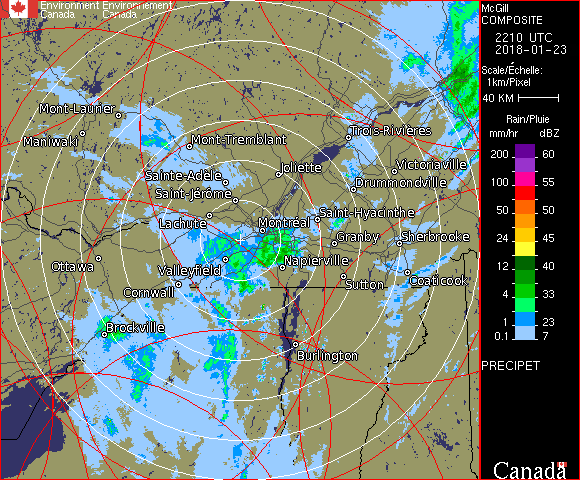 Environment Environnement
Canada Canada
McGill
COMPOSITE
2210 UTC
2018-01-23
Scale/Échelle:
1km/Pixel
40 KM
Rain/Pluie
mm/hr dBZ
200 60
100 55
50 50
24 45
12 40
4 33
1 23
0.1 7
PRECIPET
Canada
Mont-Laurier
Maniwaki
Mont-Tremblant
Trois-Rivières
Sainte-Adèle
Joliette
Victoriaville
Saint-Jérôme
Drummondville
Lachute
Montréal
Saint-Hyacinthe
Granby
Sherbrooke
Ottawa
Valleyfield
Napierville
Cornwall
Sutton
Coaticook
Brockville
Burlington